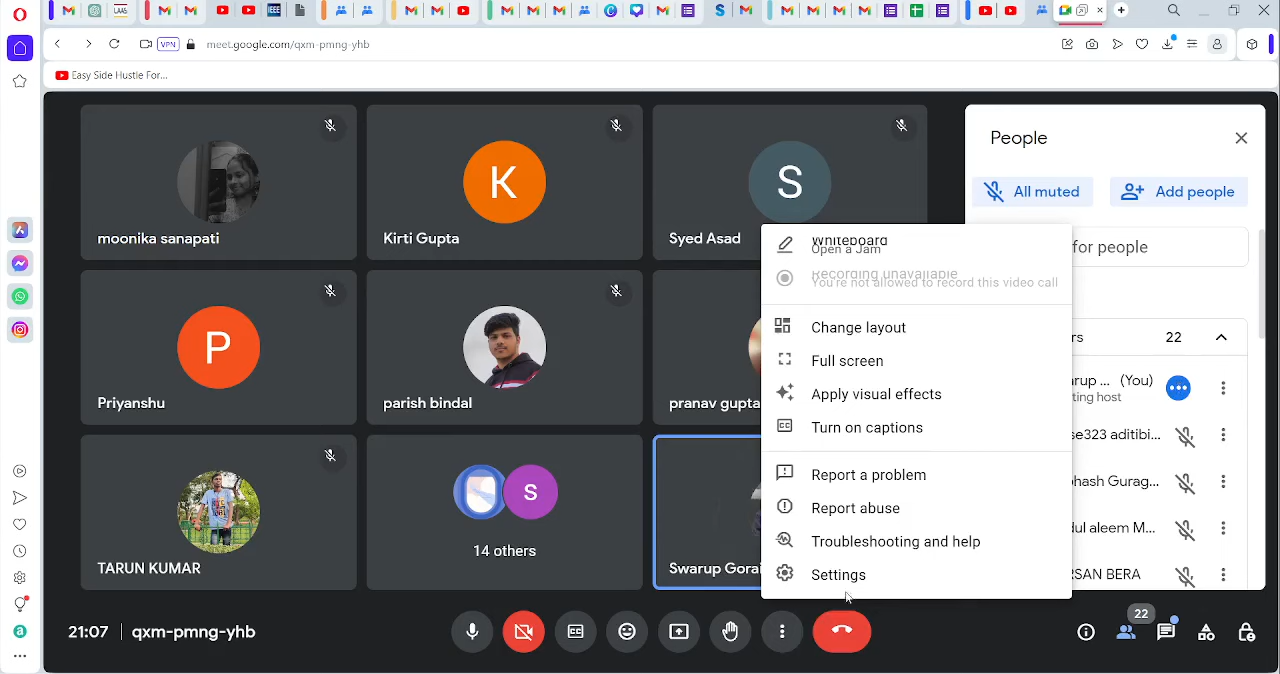 VPN
meet.google.com/qxm-pmng-yhb
Easy Side Hustle For...
moonika sanapati
K
Kirti Gupta
S
Syed Asad
P
Priyanshu
parish bindal
pranav gupta
TARUN KUMAR
S
14 others
Swarup Gorai
Whiteboard
Open a Jam
Recording unavailable
You're not allowed to record this video call
Change layout
Full screen
Apply visual effects
Turn on captions
Report a problem
Report abuse
Troubleshooting and help
Settings
People
All muted
Add people
for people
rs 22
arup ... (You)
ting host
se323 aditibi...
hash Gurag...
dul aleem M...
RSAN BERA
21:07 | qxm-pmng-yhb
22